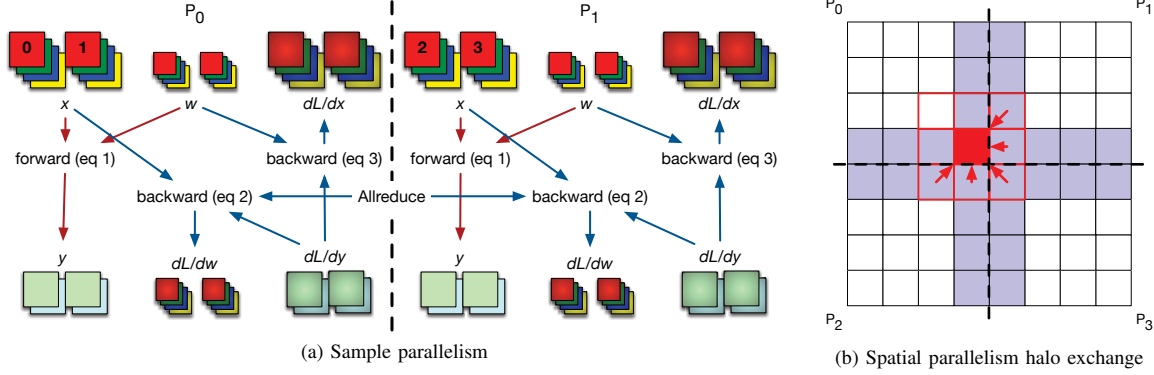 P0
P1
0 1
2 3
x
w
dL/dx
x
w
dL/dx
forward (eq 1)
backward (eq 3)
forward (eq 1)
backward (eq 3)
backward (eq 2)
Allreduce
backward (eq 2)
y
dL/dw
dL/dy
y
dL/dw
dL/dy
(a) Sample parallelism
P0
P1
P2
P3
(b) Spatial parallelism halo exchange